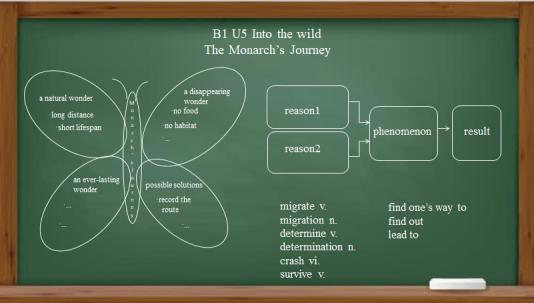 B1 U5 Into the wild
The Monarch's Journey
a natural wonder
·long distance
·short lifespan
a disappearing
wonder
·no food
·no habitat
·...
Monarch's Journey
an ever-lasting
wonder
·...
·...
possible solutions
·record the
route
·...
reason1
reason2
phenomenon
result
migrate v.
migration n.
determine v.
determination n.
crash vi.
survive v.
find one's way to
find out
lead to